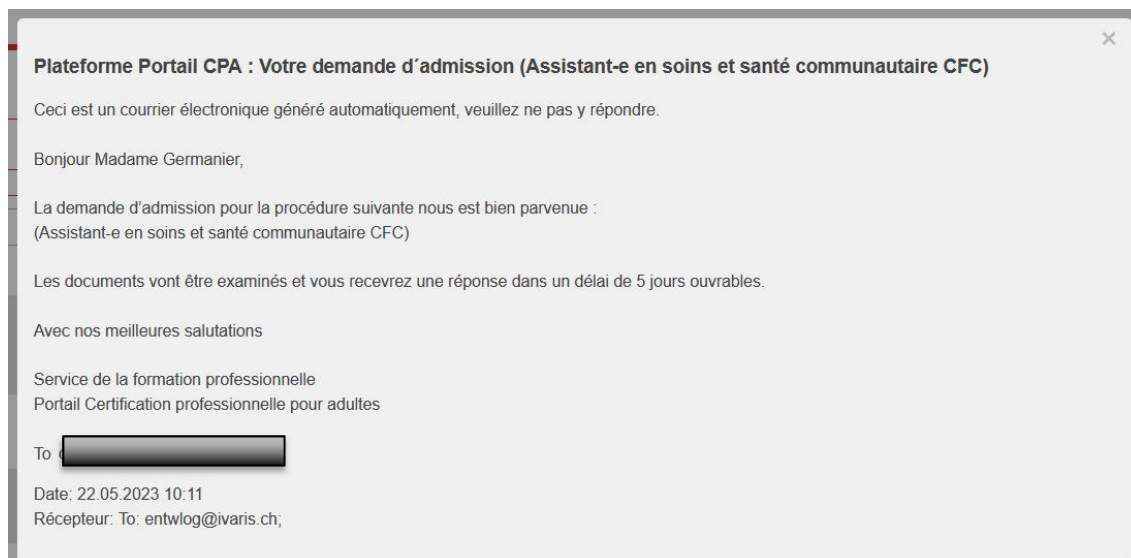 Plateforme Portail CPA : Votre demande d´admission (Assistant-e en soins et santé communautaire CFC)
Ceci est un courrier électronique généré automatiquement, veuillez ne pas y répondre.
Bonjour Madame Germanier,
La demande d'admission pour la procédure suivante nous est bien parvenue :
(Assistant-e en soins et santé communautaire CFC)
Les documents vont être examinés et vous recevrez une réponse dans un délai de 5 jours ouvrables.
Avec nos meilleures salutations
Service de la formation professionnelle
Portail Certification professionnelle pour adultes
To
Date: 22.05.2023 10:11
Récepteur: To: entwlog@ivaris.ch;